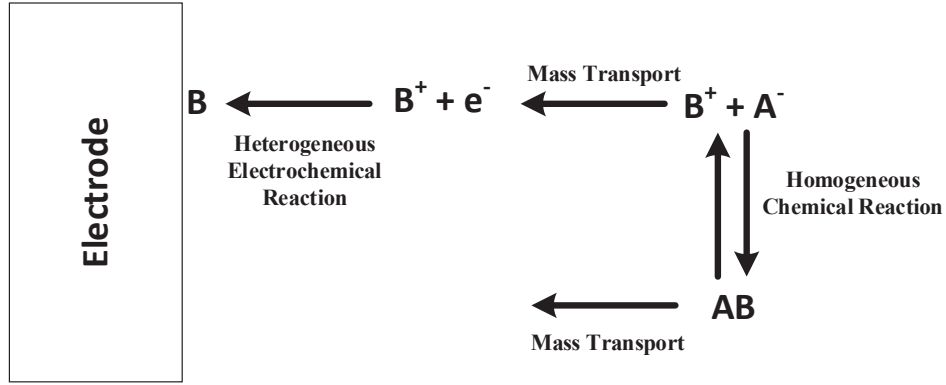 Electrode
B
B⁺ + e⁻
Mass Transport
B⁺ + A⁻
Heterogeneous
Electrochemical
Reaction
Homogeneous
Chemical Reaction
AB
Mass Transport